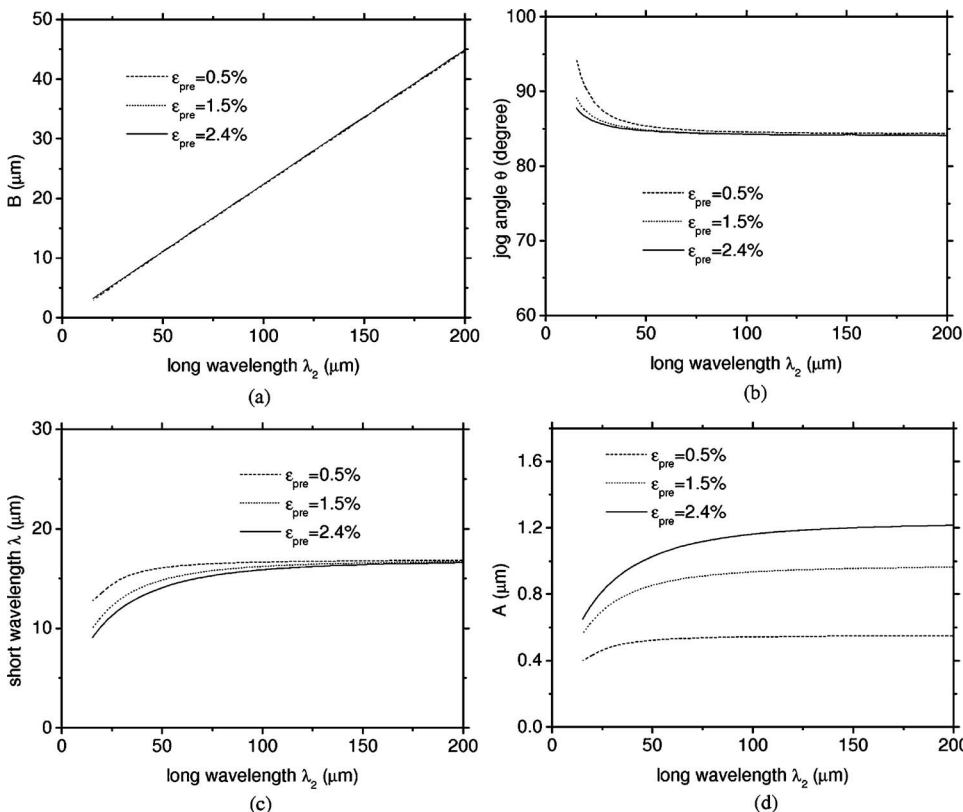 50
40
30
20
10
0
B (μm)
ε_pre=0.5%
ε_pre=1.5%
ε_pre=2.4%
0 50 100 150 200
long wavelength λ₂ (μm)
(a)
100
90
80
70
60
jog angle θ (degree)
ε_pre=0.5%
ε_pre=1.5%
ε_pre=2.4%
0 50 100 150 200
long wavelength λ₂ (μm)
(b)
30
20
10
0
short wavelength λ (μm)
ε_pre=0.5%
ε_pre=1.5%
ε_pre=2.4%
0 50 100 150 200
long wavelength λ₂ (μm)
(c)
1.6
1.2
0.8
0.4
0.0
A (μm)
ε_pre=0.5%
ε_pre=1.5%
ε_pre=2.4%
0 50 100 150 200
long wavelength λ₂ (μm)
(d)